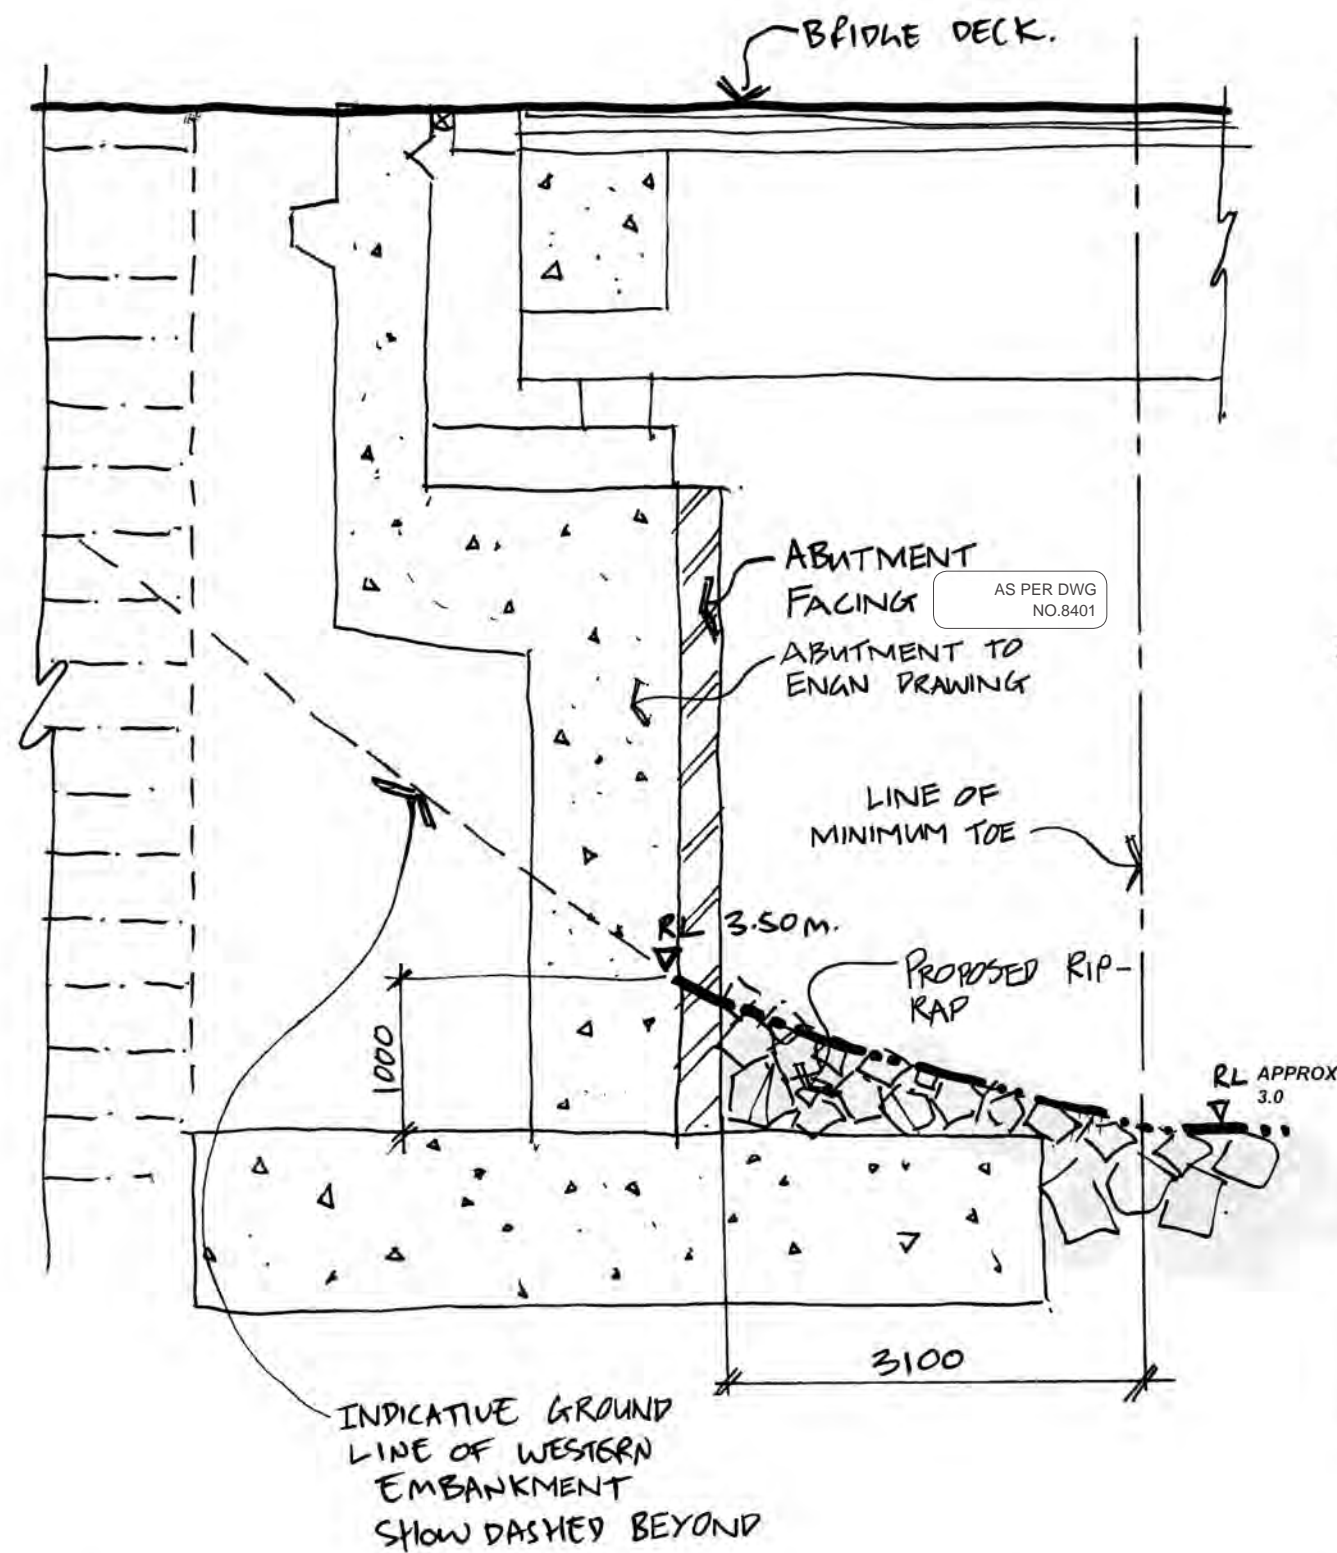 BRIDGE DECK.
ABUTMENT
FACING
AS PER DWG
NO.8401
ABUTMENT TO
ENGN DRAWING
LINE OF
MINIMUM TOE
RL 3.50m.
PROPOSED RIP-
RAP
1000
RL APPROX
3.0
3100
INDICATIVE GROUND
LINE OF WESTERN
EMBANKMENT
SHOW DASHED BEYOND